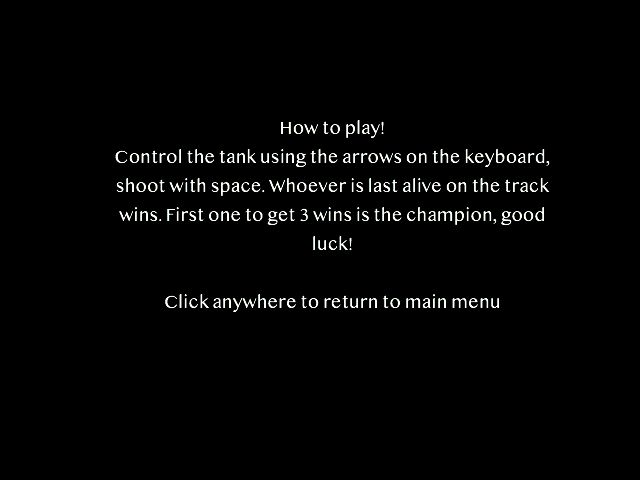 How to play!
Control the tank using the arrows on the keyboard,
shoot with space. Whoever is last alive on the track
wins. First one to get 3 wins is the champion, good
luck!
Click anywhere to return to main menu